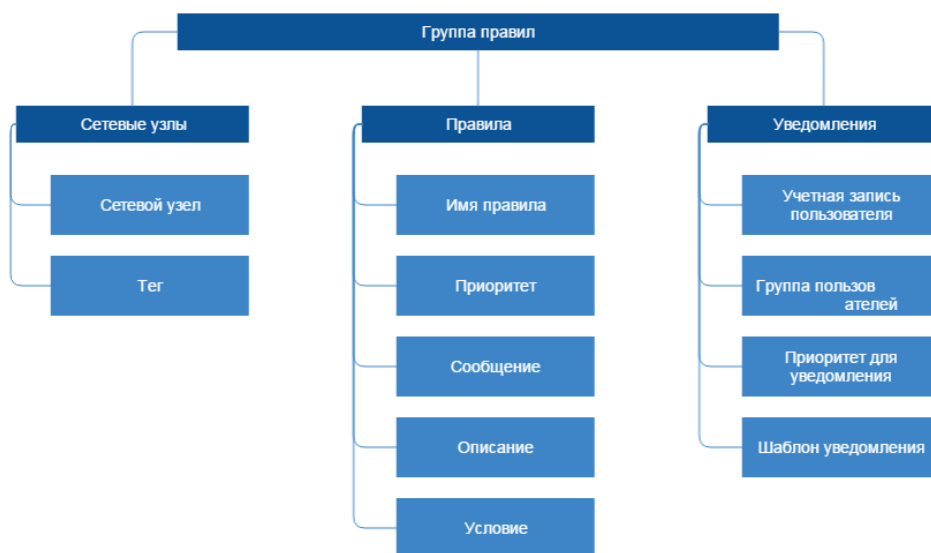 Группа правил
Сетевые узлы
Сетевой узел
Тег
Правила
Имя правила
Приоритет
Сообщение
Описание
Условие
Уведомления
Учетная запись
пользователя
Группа пользов
ателей
Приоритет для
уведомления
Шаблон уведомления